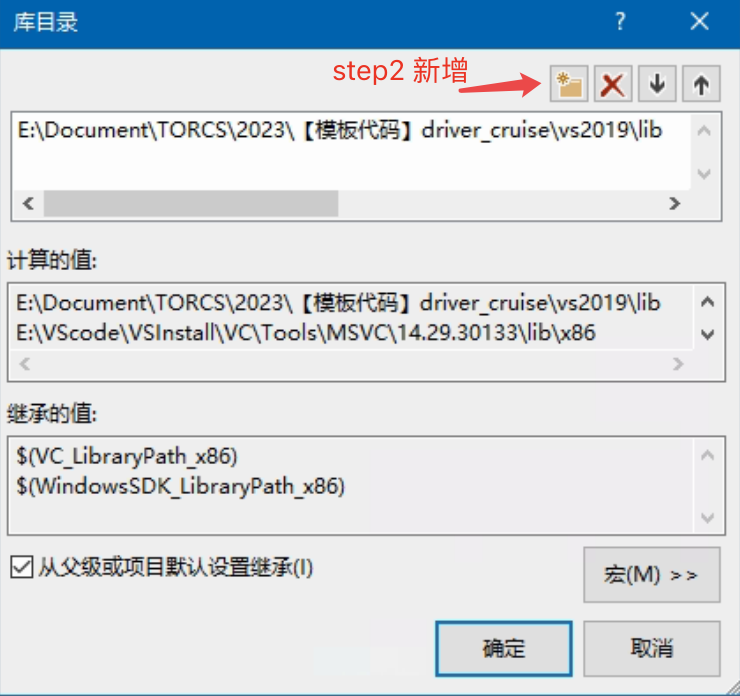 库目录
step2 新增
E:\Document\TORCS\2023\【模板代码】driver_cruise\vs2019\lib
计算的值:
E:\Document\TORCS\2023\【模板代码】driver_cruise\vs2019\lib
E:\VScode\VSInstall\VC\Tools\MSVC\14.29.30133\lib\x86
继承的值:
$(VC_LibraryPath_x86)
$(WindowsSDK_LibraryPath_x86)
从父级或项目默认设置继承(I)
宏(M) >>
确定
取消